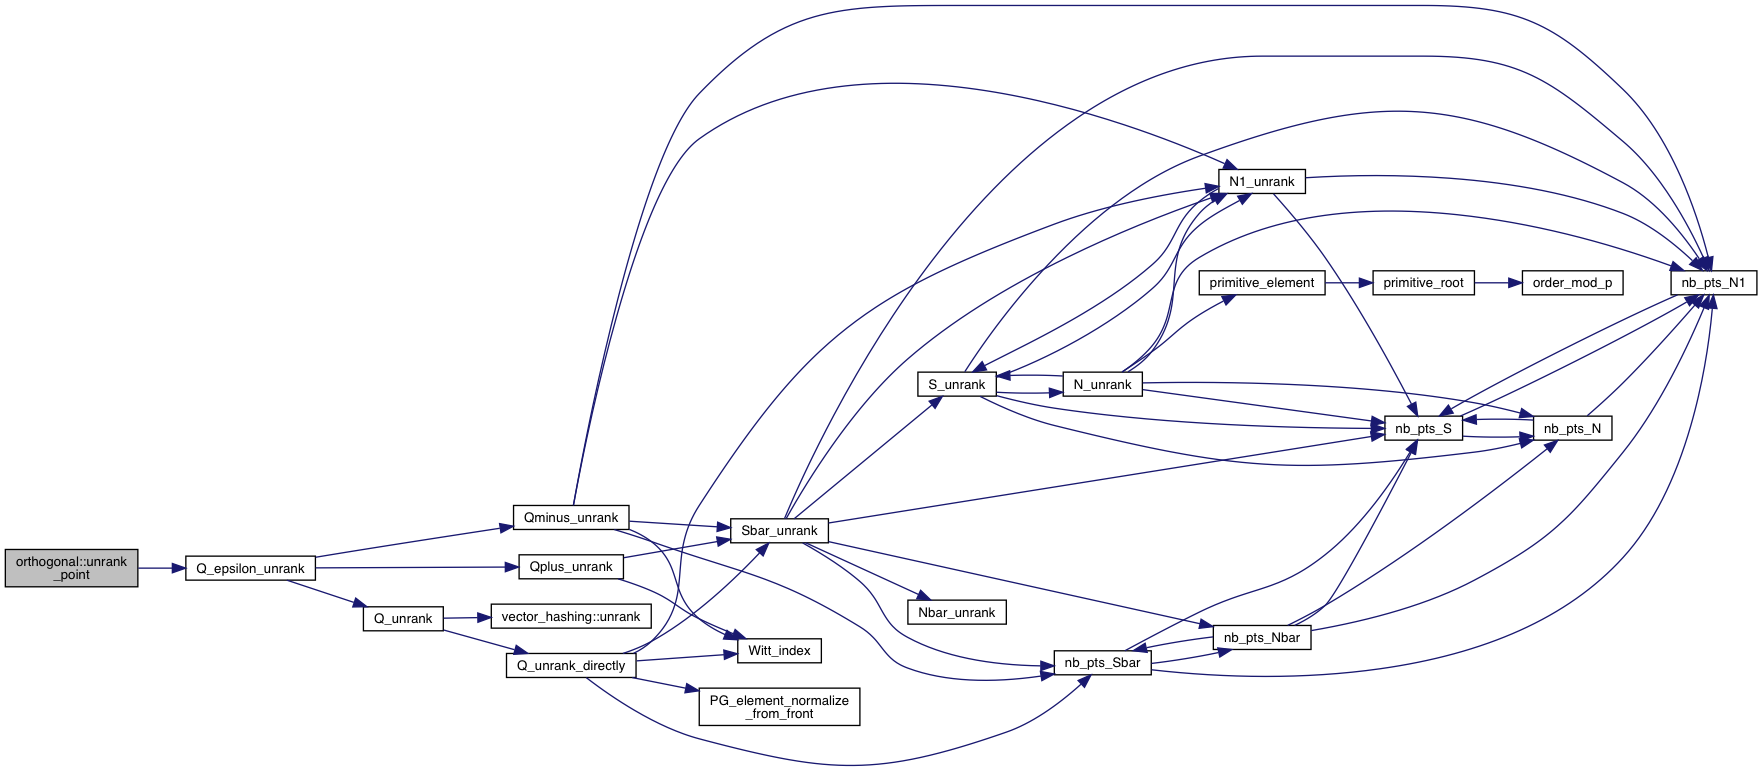 orthogonal::unrank
_point
Q_epsilon_unrank
Qminus_unrank
Qplus_unrank
Q_unrank
vector_hashing::unrank
Q_unrank_directly
Sbar_unrank
Witt_index
PG_element_normalize
_from_front
S_unrank
Nbar_unrank
N_unrank
nb_pts_Sbar
N1_unrank
primitive_element
nb_pts_Nbar
primitive_root
nb_pts_S
order_mod_p
nb_pts_N
nb_pts_N1